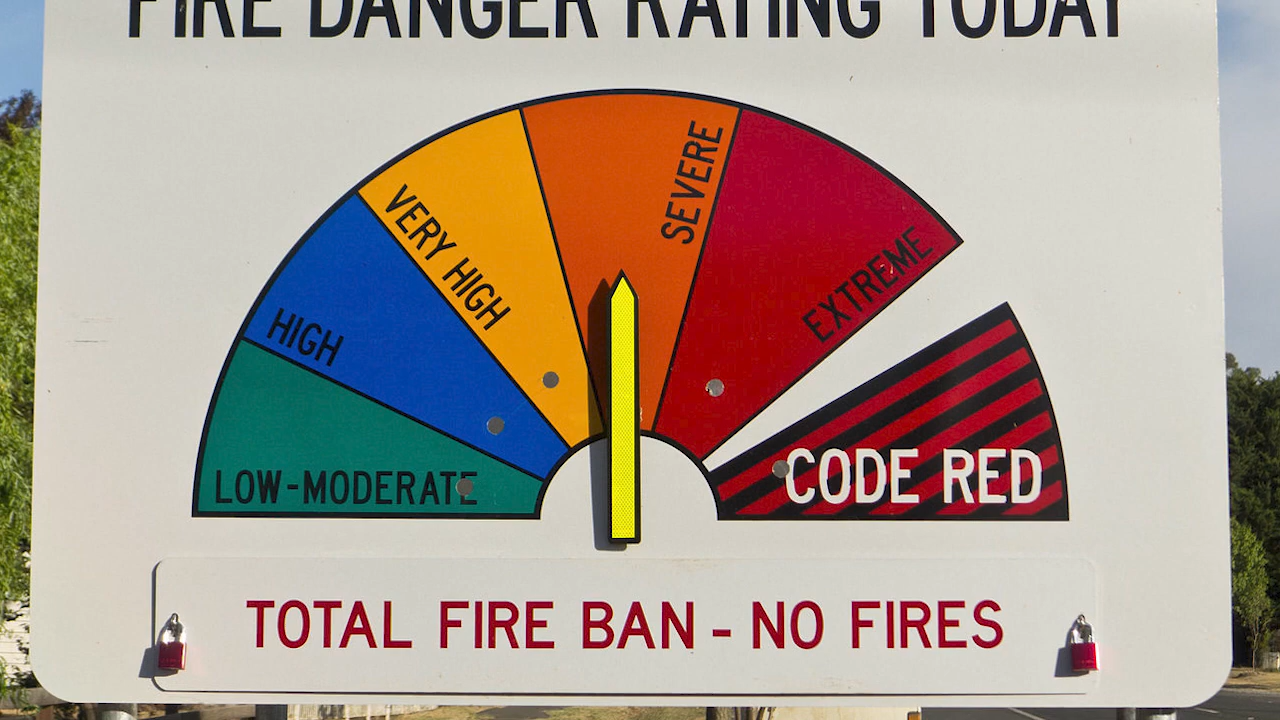 FIRE DANGER RATING TODAY
LOW-MODERATE
HIGH
VERY HIGH
SEVERE
EXTREME
CODE RED
TOTAL FIRE BAN - NO FIRES